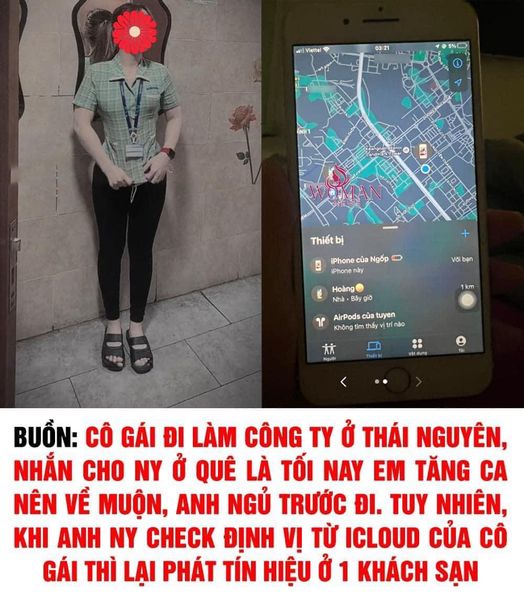 Viettel
03:21
5%
WOMAN
Thiết bị
iPhone của Ngốp
Với bạn
iPhone này
Hoàng
1 km
Nhà • Bây giờ
AirPods của tuyen
Không tìm thấy vị trí nào
Người
Thiết bị
Vật dụng
Tôi
BUỒN: CÔ GÁI ĐI LÀM CÔNG TY Ở THÁI NGUYÊN,
NHẮN CHO NY Ở QUÊ LÀ TỐI NAY EM TĂNG CA
NÊN VỀ MUỘN, ANH NGỦ TRƯỚC ĐI. TUY NHIÊN,
KHI ANH NY CHECK ĐỊNH VỊ TỪ ICLOUD CỦA CÔ
GÁI THÌ LẠI PHÁT TÍN HIỆU Ở 1 KHÁCH SẠN